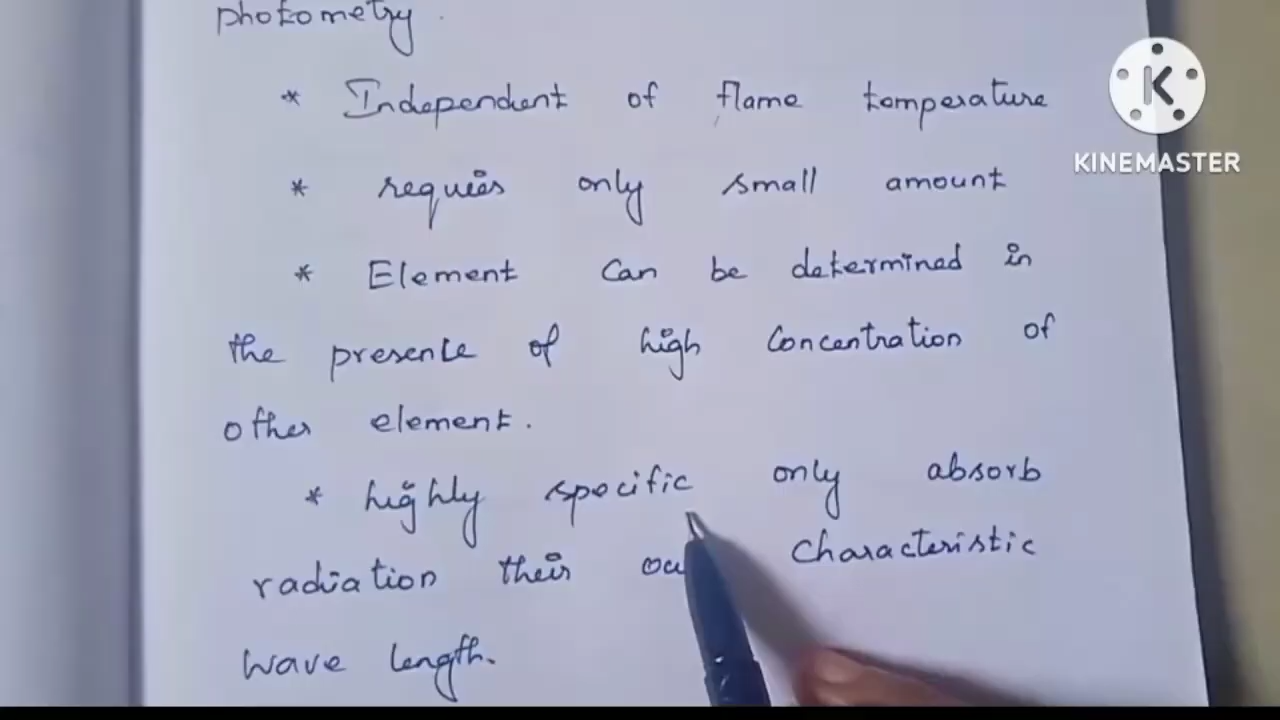 photometry.
* Independent of flame temperature
* requies only small amount
* Element can be determined in
the presence of high concentration of
other element.
* highly specific only absorb
radiation their characteristic
wave length.
KINEMASTER